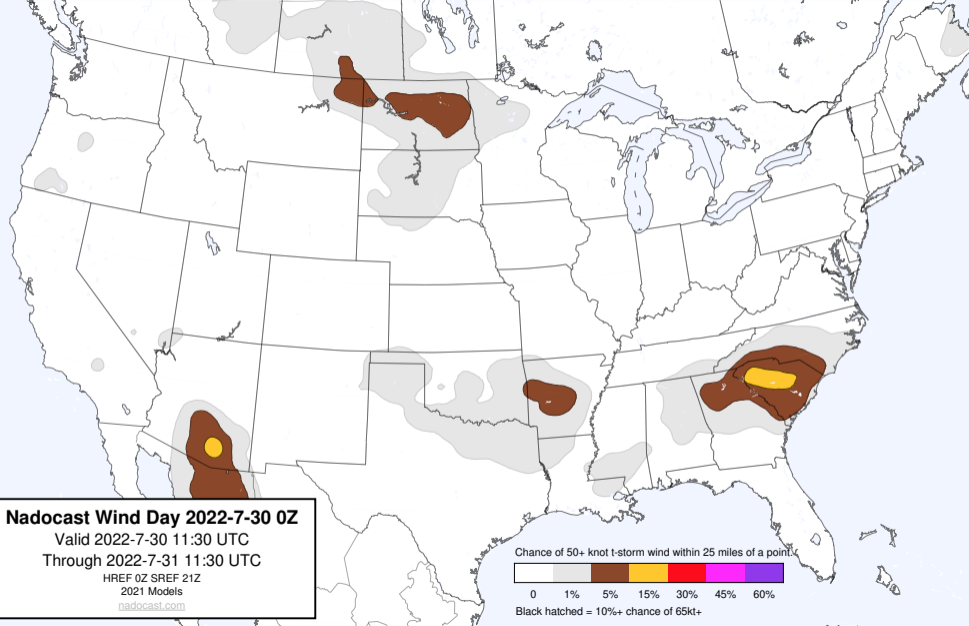 Nadocast Wind Day 2022-7-30 0Z
Valid 2022-7-30 11:30 UTC
Through 2022-7-31 11:30 UTC
HREF 0Z SREF 21Z
2021 Models
nadocast.com
Chance of 50+ knot t-storm wind within 25 miles of a point.
0 1% 5% 15% 30% 45% 60%
Black hatched = 10%+ chance of 65kt+